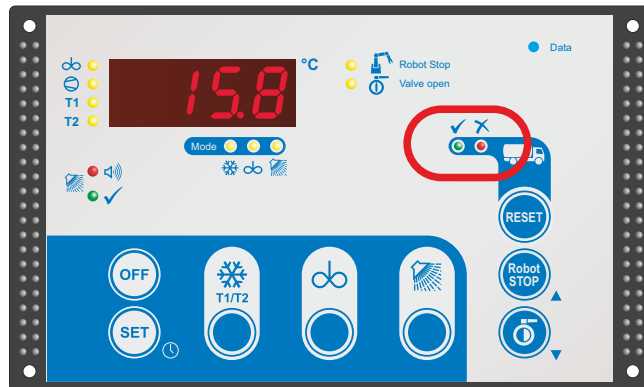 Data
°C
Robot Stop
Valve open
15.8
T1
T2
Mode
RESET
OFF
Robot
STOP
T1/T2
SET